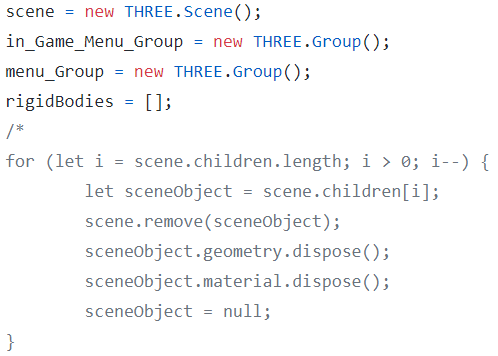 scene = new THREE.Scene();
in_Game_Menu_Group = new THREE.Group();
menu_Group = new THREE.Group();
rigidBodies = [];
/*
for (let i = scene.children.length; i > 0; i--) {
        let sceneObject = scene.children[i];
        scene.remove(sceneObject);
        sceneObject.geometry.dispose();
        sceneObject.material.dispose();
        sceneObject = null;
}